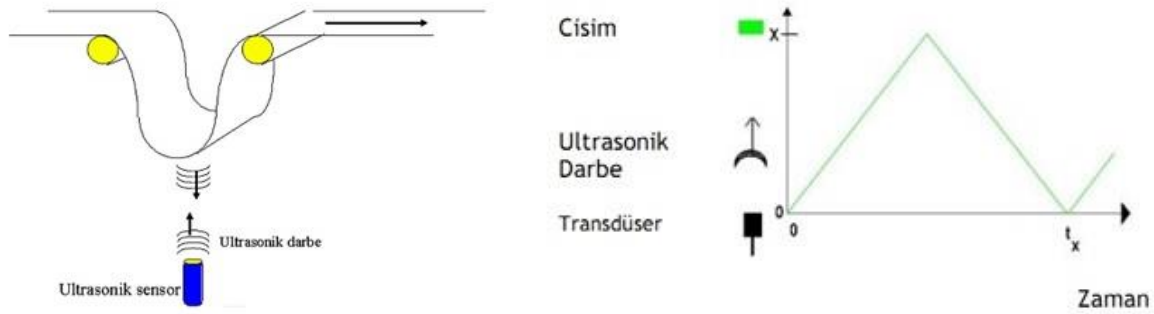 Ultrasonik darbe
Ultrasonik sensor
Cisim
Ultrasonik
Darbe
Transdüser
x
0
0
t x
Zaman